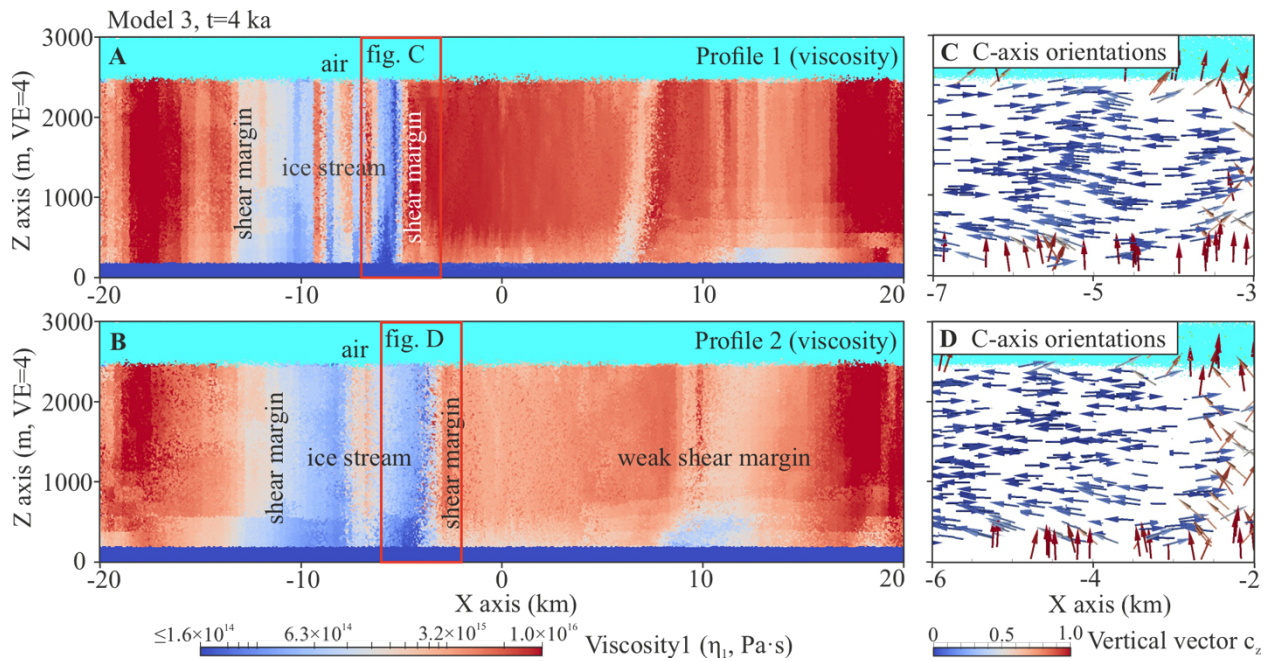 Model 3, t=4 ka
A
fig. C
air
Profile 1 (viscosity)
shear margin
ice stream
shear margin
Z axis (m, VE=4)
3000
2000
1000
0
-20
-10
0
10
20
C C-axis orientations
-7
-5
-3
B
fig. D
air
Profile 2 (viscosity)
shear margin
ice stream
shear margin
weak shear margin
Z axis (m, VE=4)
3000
2000
1000
0
-20
-10
0
10
20
X axis (km)
D C-axis orientations
-6
-4
-2
X axis (km)
≤1.6×10¹⁴
6.3×10¹⁴
3.2×10¹⁵
1.0×10¹⁶
Viscosity1 (η₁, Pa·s)
0
0.5
1.0
Vertical vector c_z